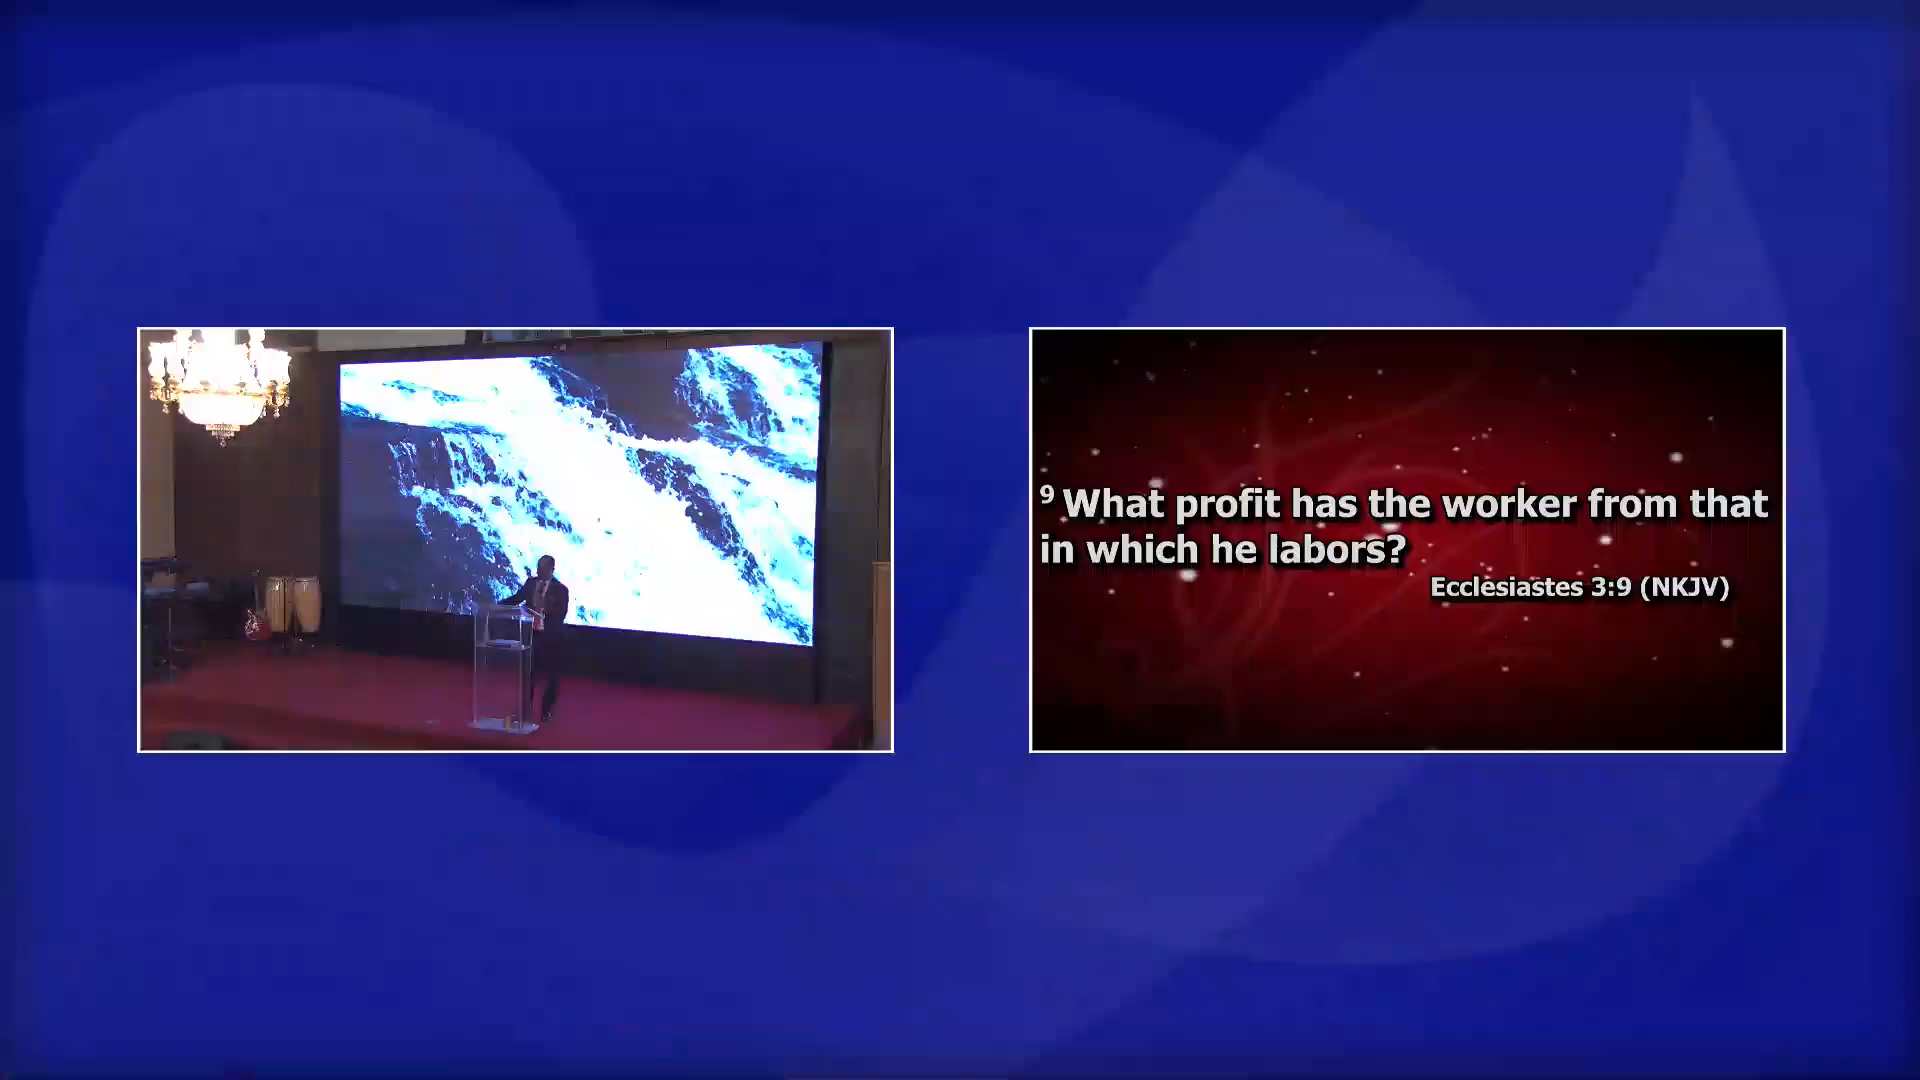 9 What profit has the worker from that
in which he labors?
Ecclesiastes 3:9 (NKJV)